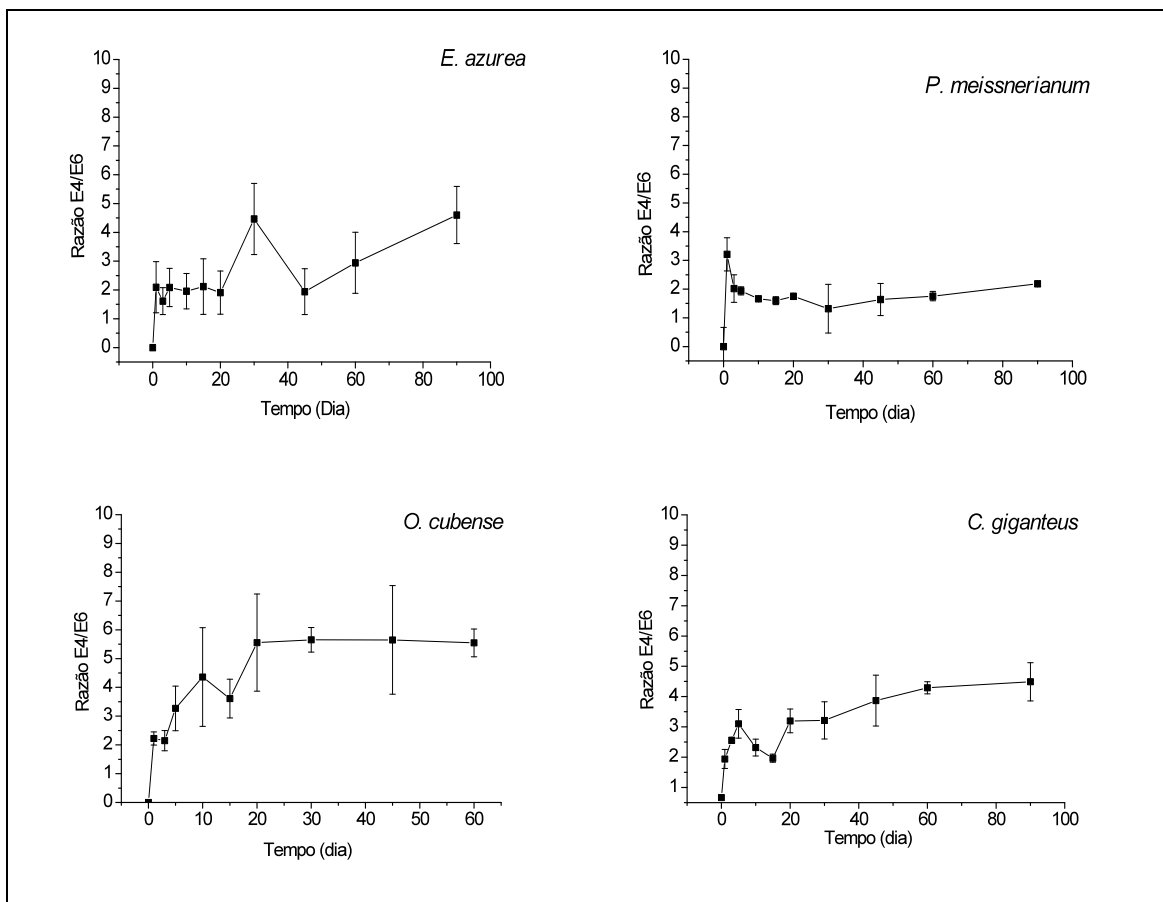 E. azurea
10
9
8
7
6
5
4
3
2
1
0
Razão E4/E6
0 20 40 60 80 100
Tempo (Dia)
P. meissnerianum
10
9
8
7
6
5
4
3
2
1
0
Razão E4/E6
0 20 40 60 80 100
Tempo (dia)
O. cubense
10
9
8
7
6
5
4
3
2
1
0
Razão E4/E6
0 10 20 30 40 50 60
Tempo (dia)
C. giganteus
10
9
8
7
6
5
4
3
2
1
Razão E4/E6
0 20 40 60 80 100
Tempo (dia)